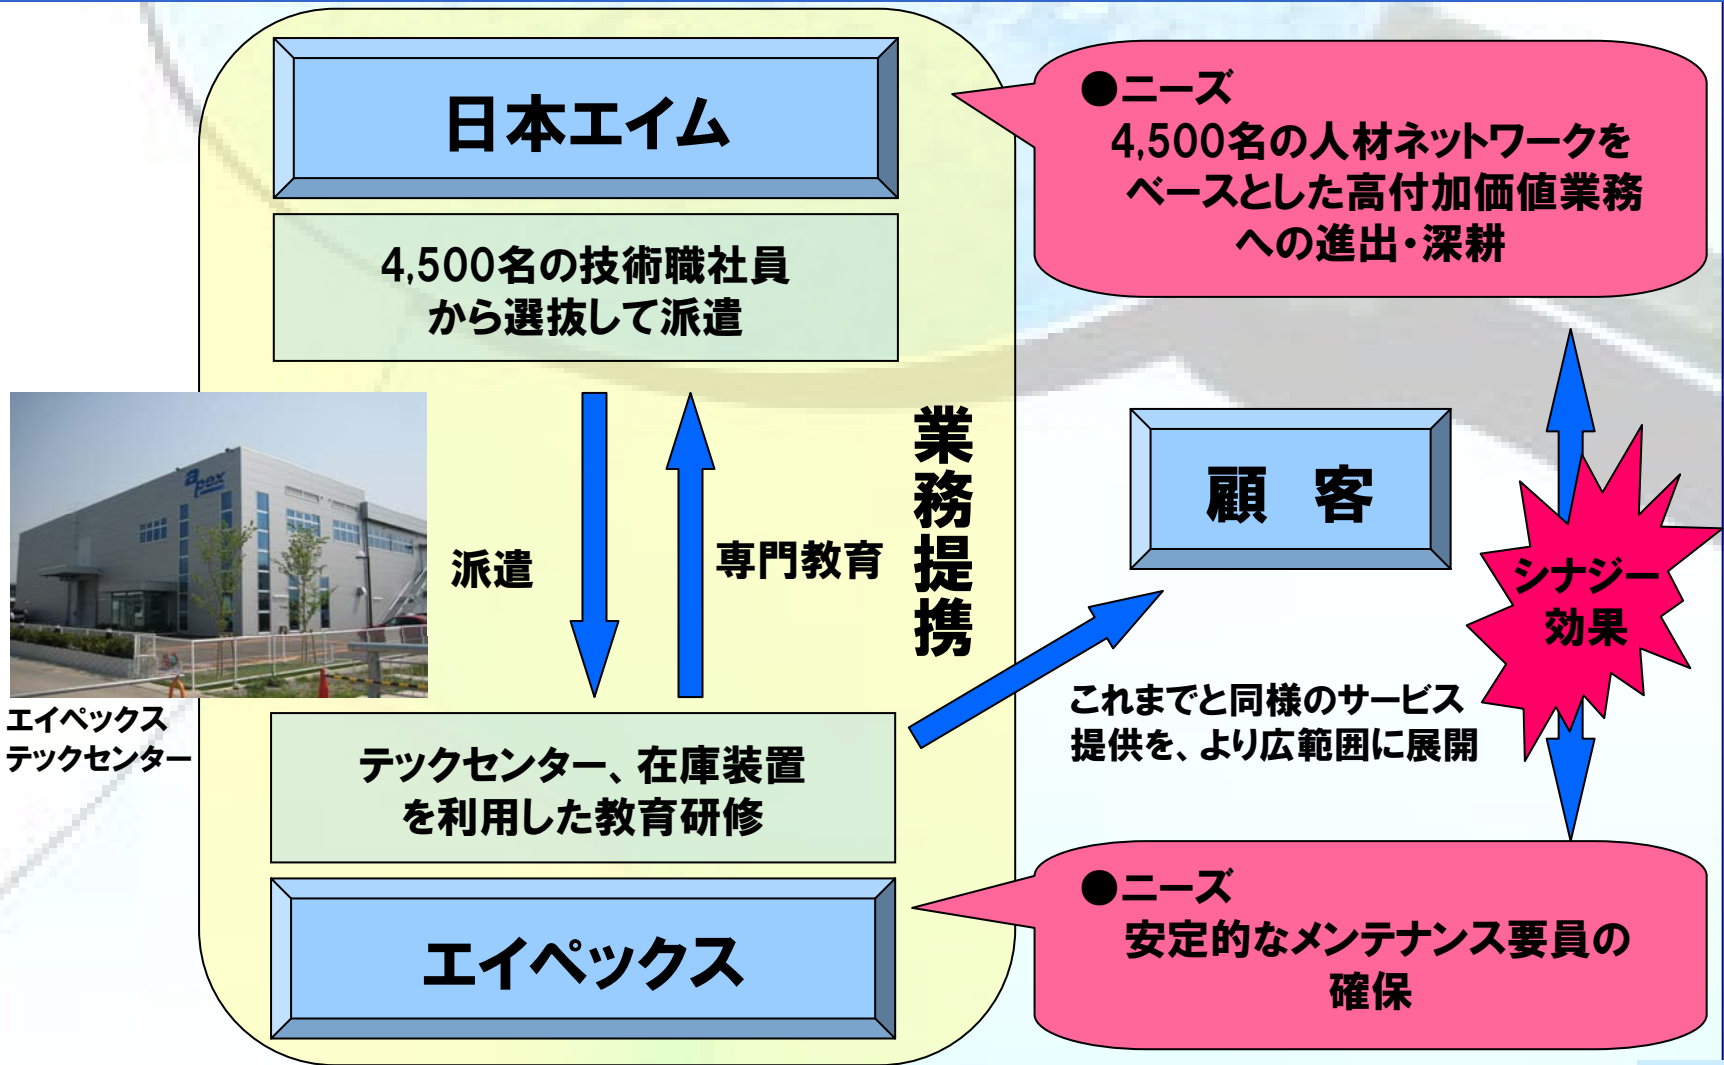 日本エイム
4,500名の技術職社員
から選抜して派遣
●ニーズ
4,500名の人材ネットワークを
ベースとした高付加価値業務
への進出・深耕
apex
エイペックス
テックセンター
派遣
専門教育
業務提携
顧 客
シナジー
効果
これまでと同様のサービス
提供を、より広範囲に展開
テックセンター、在庫装置
を利用した教育研修
エイペックス
●ニーズ
安定的なメンテナンス要員の
確保